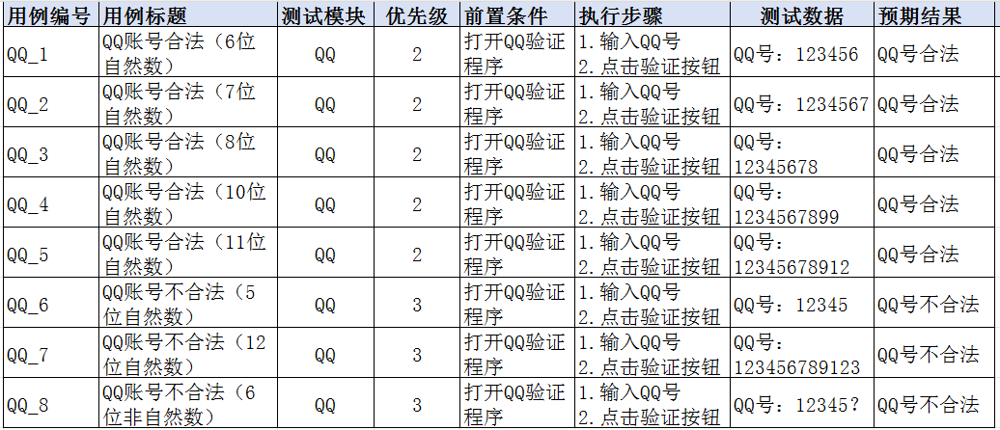 用例编号 用例标题 测试模块 优先级 前置条件 执行步骤 测试数据 预期结果
QQ_1 QQ账号合法（6位自然数） QQ 2 打开QQ验证程序 1.输入QQ号 2.点击验证按钮 QQ号：123456 QQ号合法
QQ_2 QQ账号合法（7位自然数） QQ 2 打开QQ验证程序 1.输入QQ号 2.点击验证按钮 QQ号：1234567 QQ号合法
QQ_3 QQ账号合法（8位自然数） QQ 2 打开QQ验证程序 1.输入QQ号 2.点击验证按钮 QQ号：12345678 QQ号合法
QQ_4 QQ账号合法（10位自然数） QQ 2 打开QQ验证程序 1.输入QQ号 2.点击验证按钮 QQ号：1234567899 QQ号合法
QQ_5 QQ账号合法（11位自然数） QQ 2 打开QQ验证程序 1.输入QQ号 2.点击验证按钮 QQ号：12345678912 QQ号合法
QQ_6 QQ账号不合法（5位自然数） QQ 3 打开QQ验证程序 1.输入QQ号 2.点击验证按钮 QQ号：12345 QQ号不合法
QQ_7 QQ账号不合法（12位自然数） QQ 3 打开QQ验证程序 1.输入QQ号 2.点击验证按钮 QQ号：123456789123 QQ号不合法
QQ_8 QQ账号不合法（6位非自然数） QQ 3 打开QQ验证程序 1.输入QQ号 2.点击验证按钮 QQ号：12345？ QQ号不合法